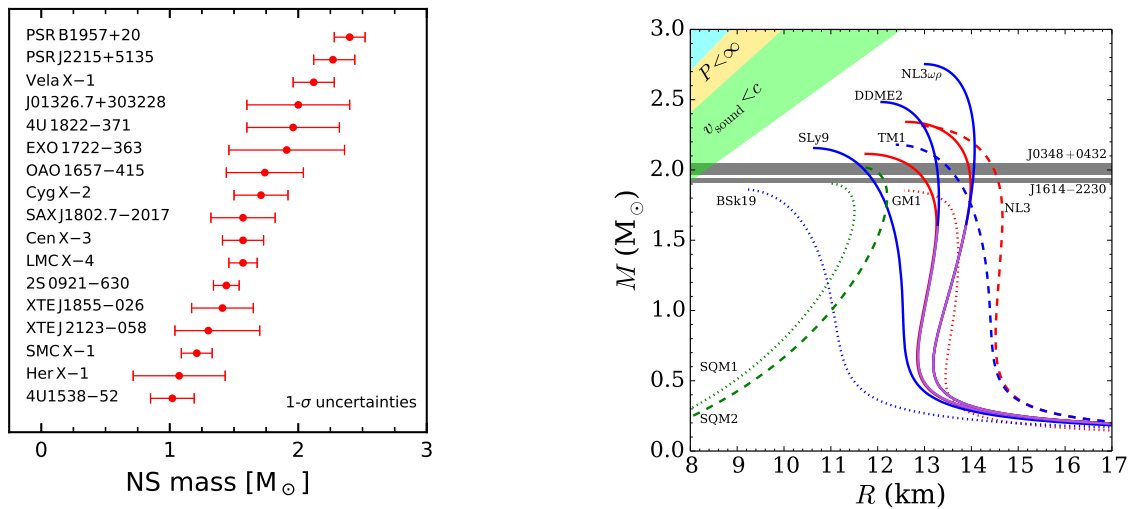 PSR B1957+20
PSR J2215+5135
Vela X−1
J01326.7+303228
4U 1822−371
EXO 1722−363
OAO 1657−415
Cyg X−2
SAX J1802.7−2017
Cen X−3
LMC X−4
2S 0921−630
XTE J1855−026
XTE J 2123−058
SMC X−1
Her X−1
4U1538−52
1-σ uncertainties
0 1 2 3
NS mass [M⊙]
3.0
2.5
2.0
1.5
1.0
0.5
0.0
M (M⊙)
P<∞
v_sound <c
NL3ωρ
DDME2
SLy9
TM1
J0348+0432
J1614−2230
BSk19
GM1
NL3
SQM1
SQM2
8 9 10 11 12 13 14 15 16 17
R (km)